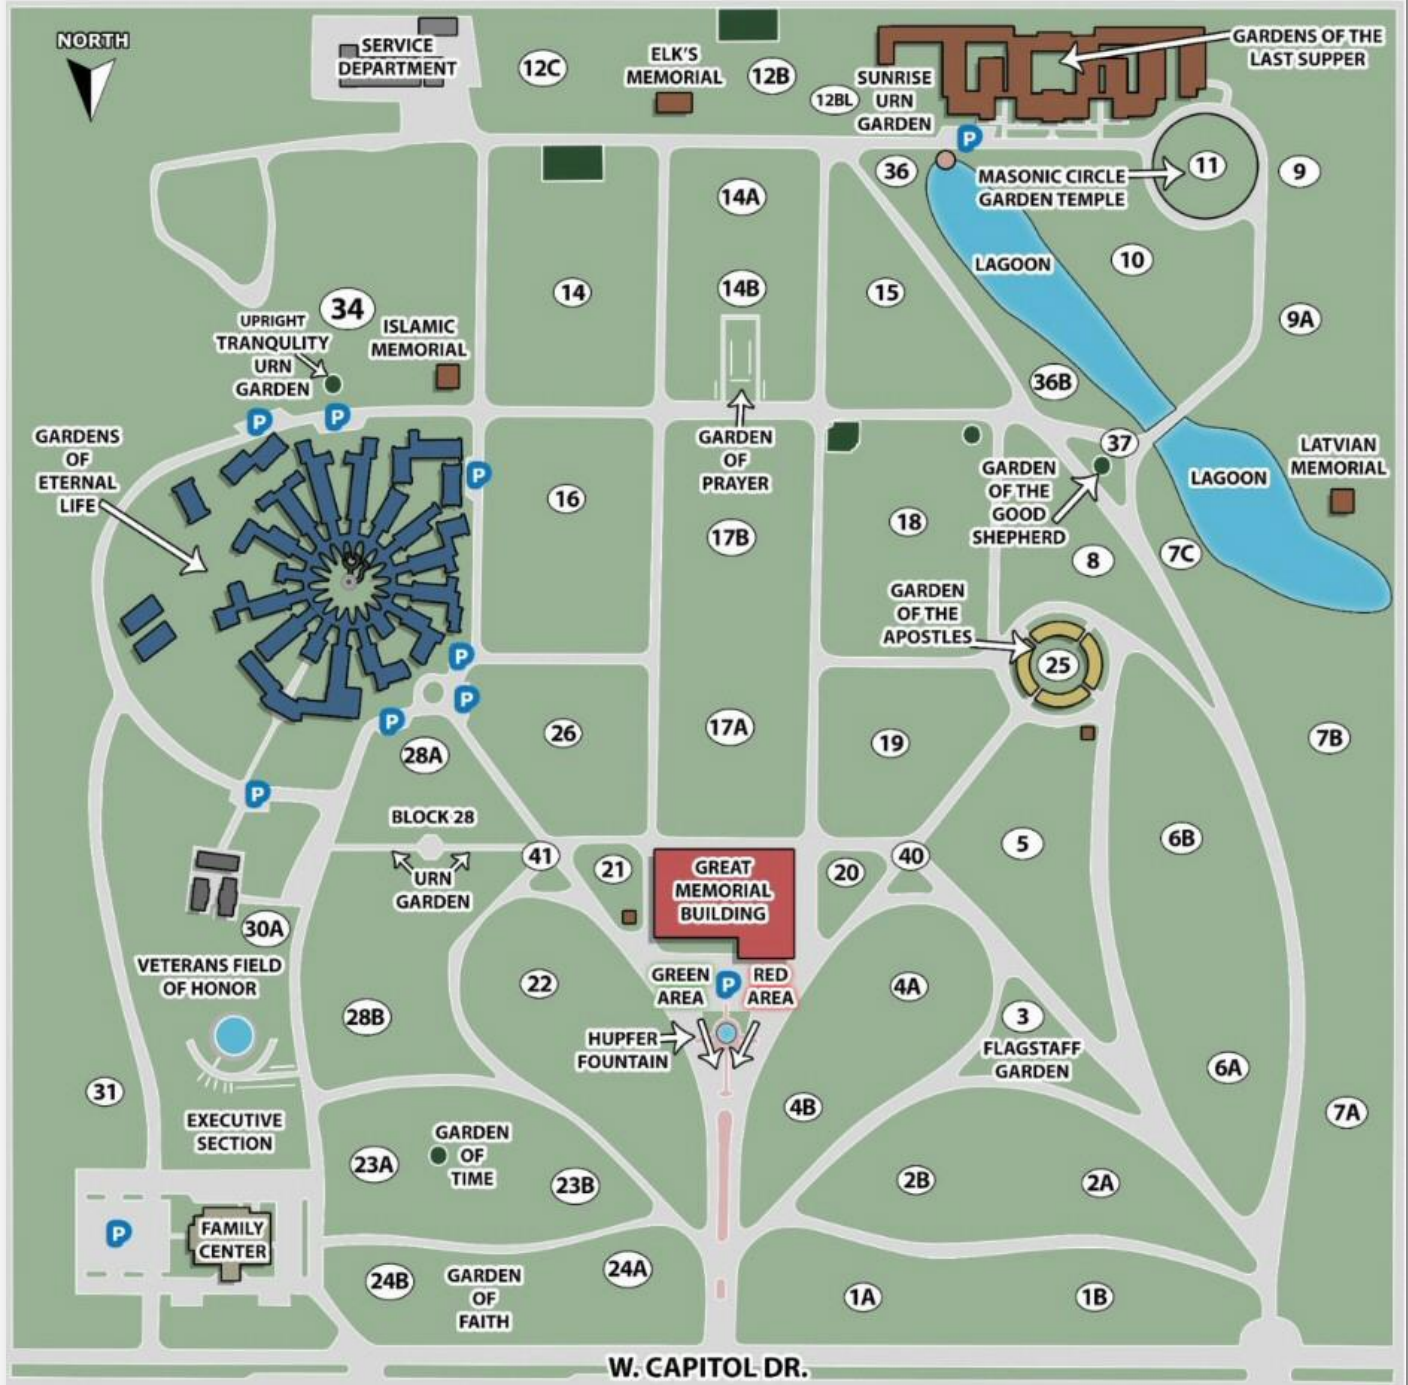 NORTH
SERVICE
DEPARTMENT
12C
ELK'S
MEMORIAL
12B
12BL
SUNRISE
URN
GARDEN
GARDENS OF THE
LAST SUPPER
P
36
MASONIC CIRCLE
GARDEN TEMPLE
11
9
14A
LAGOON
10
14
14B
15
9A
34
UPRIGHT
TRANQULITY
URN
GARDEN
ISLAMIC
MEMORIAL
36B
P
P
GARDENS
OF
ETERNAL
LIFE
GARDEN
OF
PRAYER
37
LATVIAN
MEMORIAL
P
GARDEN
OF THE
GOOD
SHEPHERD
LAGOON
16
17B
18
8
7C
GARDEN
OF THE
APOSTLES
25
P
P
P
28A
26
17A
19
7B
P
BLOCK 28
URN
GARDEN
41
21
GREAT
MEMORIAL
BUILDING
20
40
5
6B
30A
VETERANS FIELD
OF HONOR
22
GREEN
AREA
P
RED
AREA
4A
28B
HUPFER
FOUNTAIN
3
FLAGSTAFF
GARDEN
6A
31
EXECUTIVE
SECTION
4B
7A
23A
GARDEN
OF
TIME
23B
2B
2A
P
FAMILY
CENTER
24B
GARDEN
OF
FAITH
24A
1A
1B
W. CAPITOL DR.